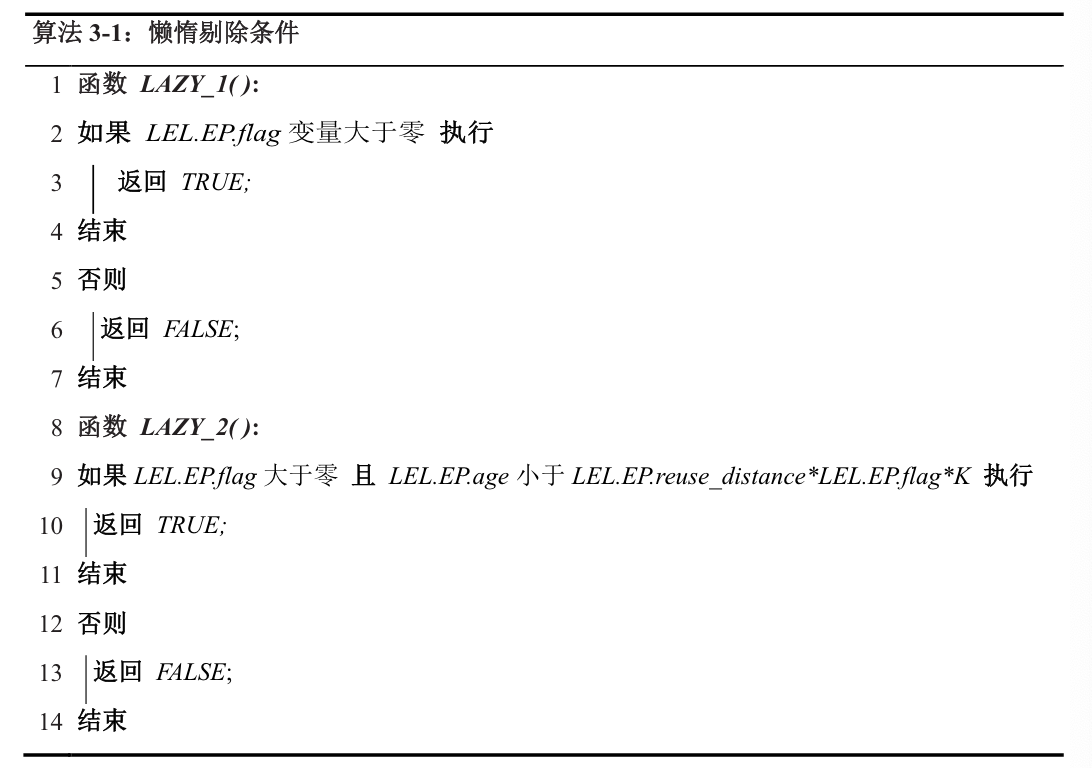 算法 3-1：懒惰剔除条件
1 函数 LAZY_1( ):
2 如果 LEL.EP.flag 变量大于零 执行
3 返回 TRUE;
4 结束
5 否则
6 返回 FALSE;
7 结束
8 函数 LAZY_2( ):
9 如果 LEL.EP.flag 大于零 且 LEL.EP.age 小于 LEL.EP.reuse_distance*LEL.EP.flag*K 执行
10 返回 TRUE;
11 结束
12 否则
13 返回 FALSE;
14 结束